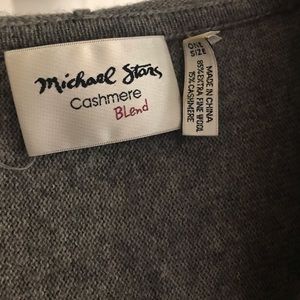 Michael Stars
Cashmere
BLend
ONE
SIZE
MADE IN CHINA
85% EXTRA FINE WOOL
15% CASHMERE